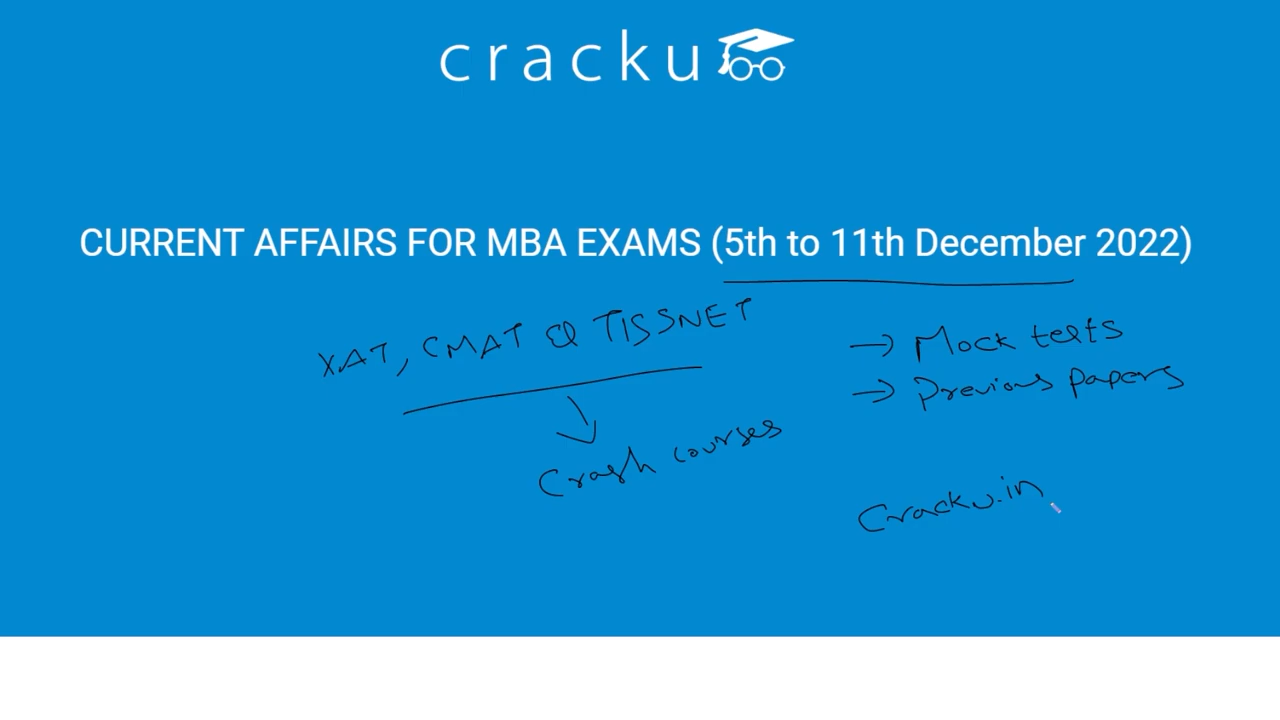 cracku
CURRENT AFFAIRS FOR MBA EXAMS (5th to 11th December 2022)
XAT, CMAT & TISSNET
→ Mock tests
→ Previous papers
Crash courses
Cracku.in